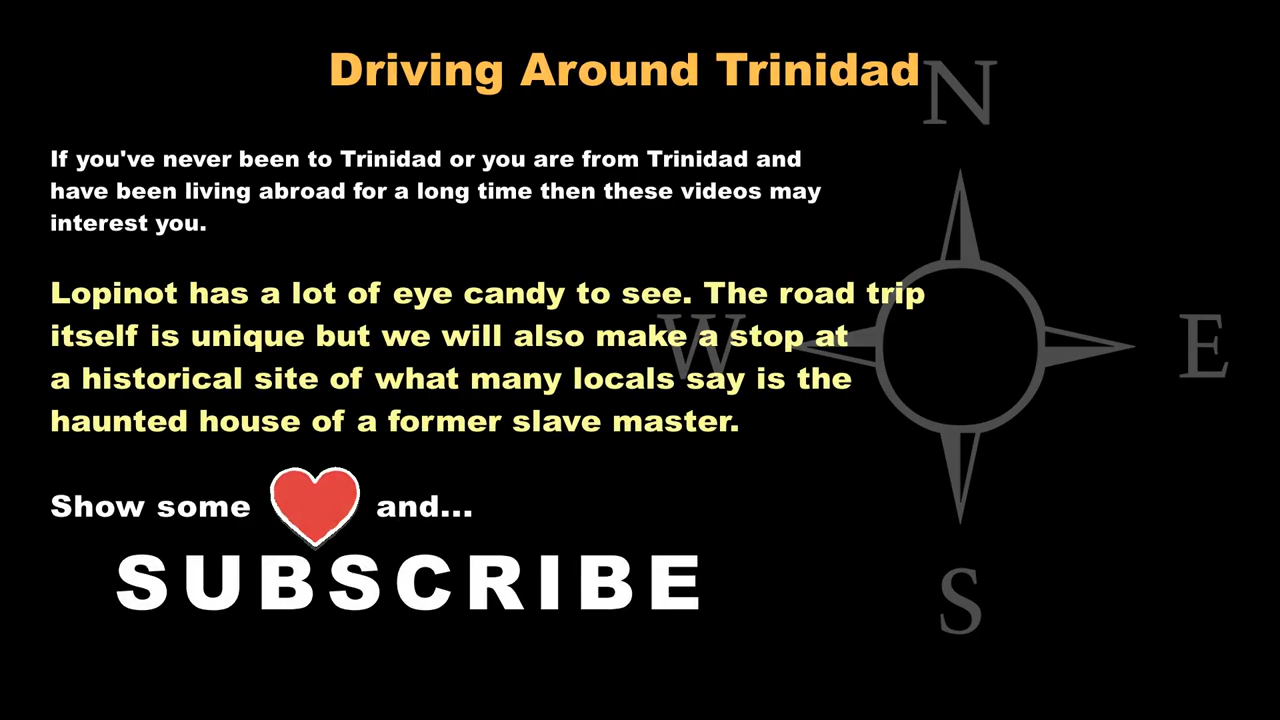 Driving Around Trinidad
N
If you've never been to Trinidad or you are from Trinidad and
have been living abroad for a long time then these videos may
interest you.
Lopinot has a lot of eye candy to see. The road trip
itself is unique but we will also make a stop at
a historical site of what many locals say is the
haunted house of a former slave master.
W
E
Show some and...
SUBSCRIBE
S